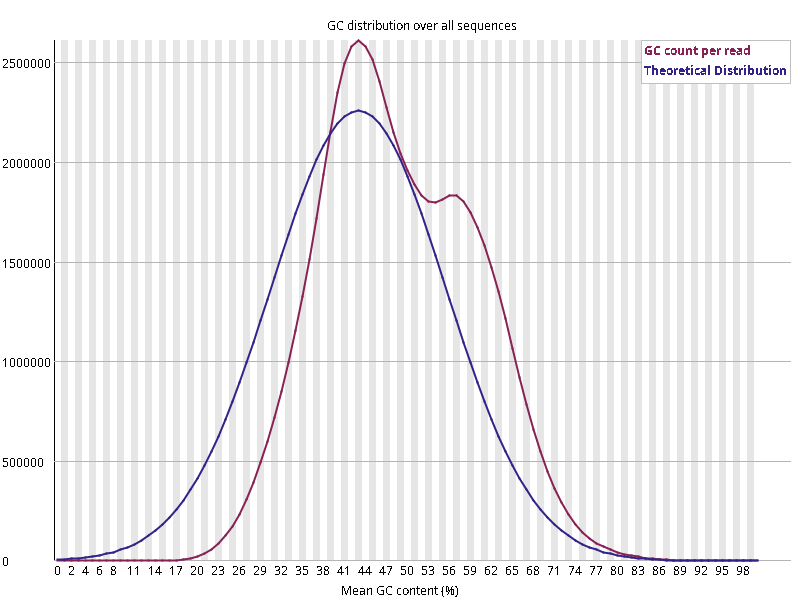 GC distribution over all sequences
GC count per read
Theoretical Distribution
2500000
2000000
1500000
1000000
500000
0
0 2 4 6 8 11 14 17 20 23 26 29 32 35 38 41 44 47 50 53 56 59 62 65 68 71 74 77 80 83 86 89 92 95 98
Mean GC content (%)